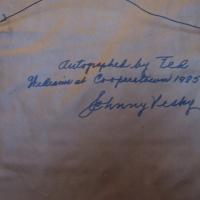 Autographed by Ted
Williams at Cooperstown 1985
Johnny Pesky